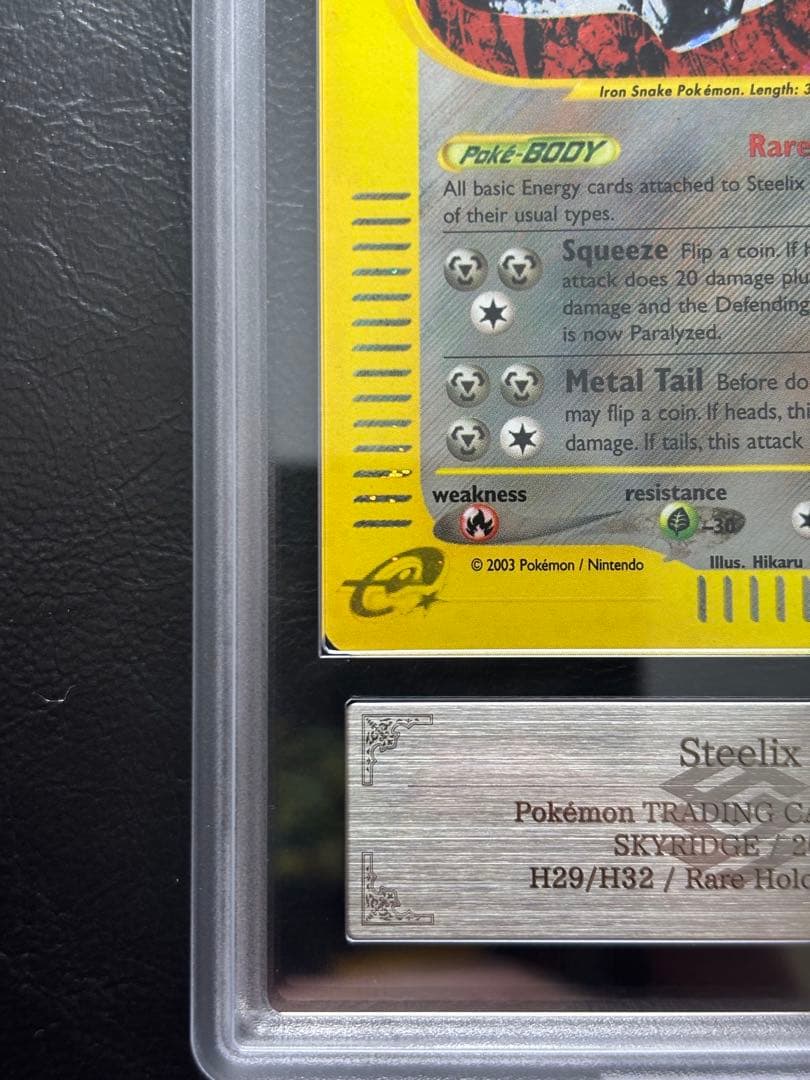 Iron Snake Pokémon. Length: 3
Poké-BODY Rare
All basic Energy cards attached to Steelix
of their usual types.
Squeeze Flip a coin. If
attack does 20 damage plu
damage and the Defending
is now Paralyzed.
Metal Tail Before do
may flip a coin. If heads, thi
damage. If tails, this attack
weakness resistance
-30
© 2003 Pokémon / Nintendo Illus. Hikaru
e
Steelix
Pokémon TRADING CA
SKYRIDGE / 20
H29/H32 / Rare Holo